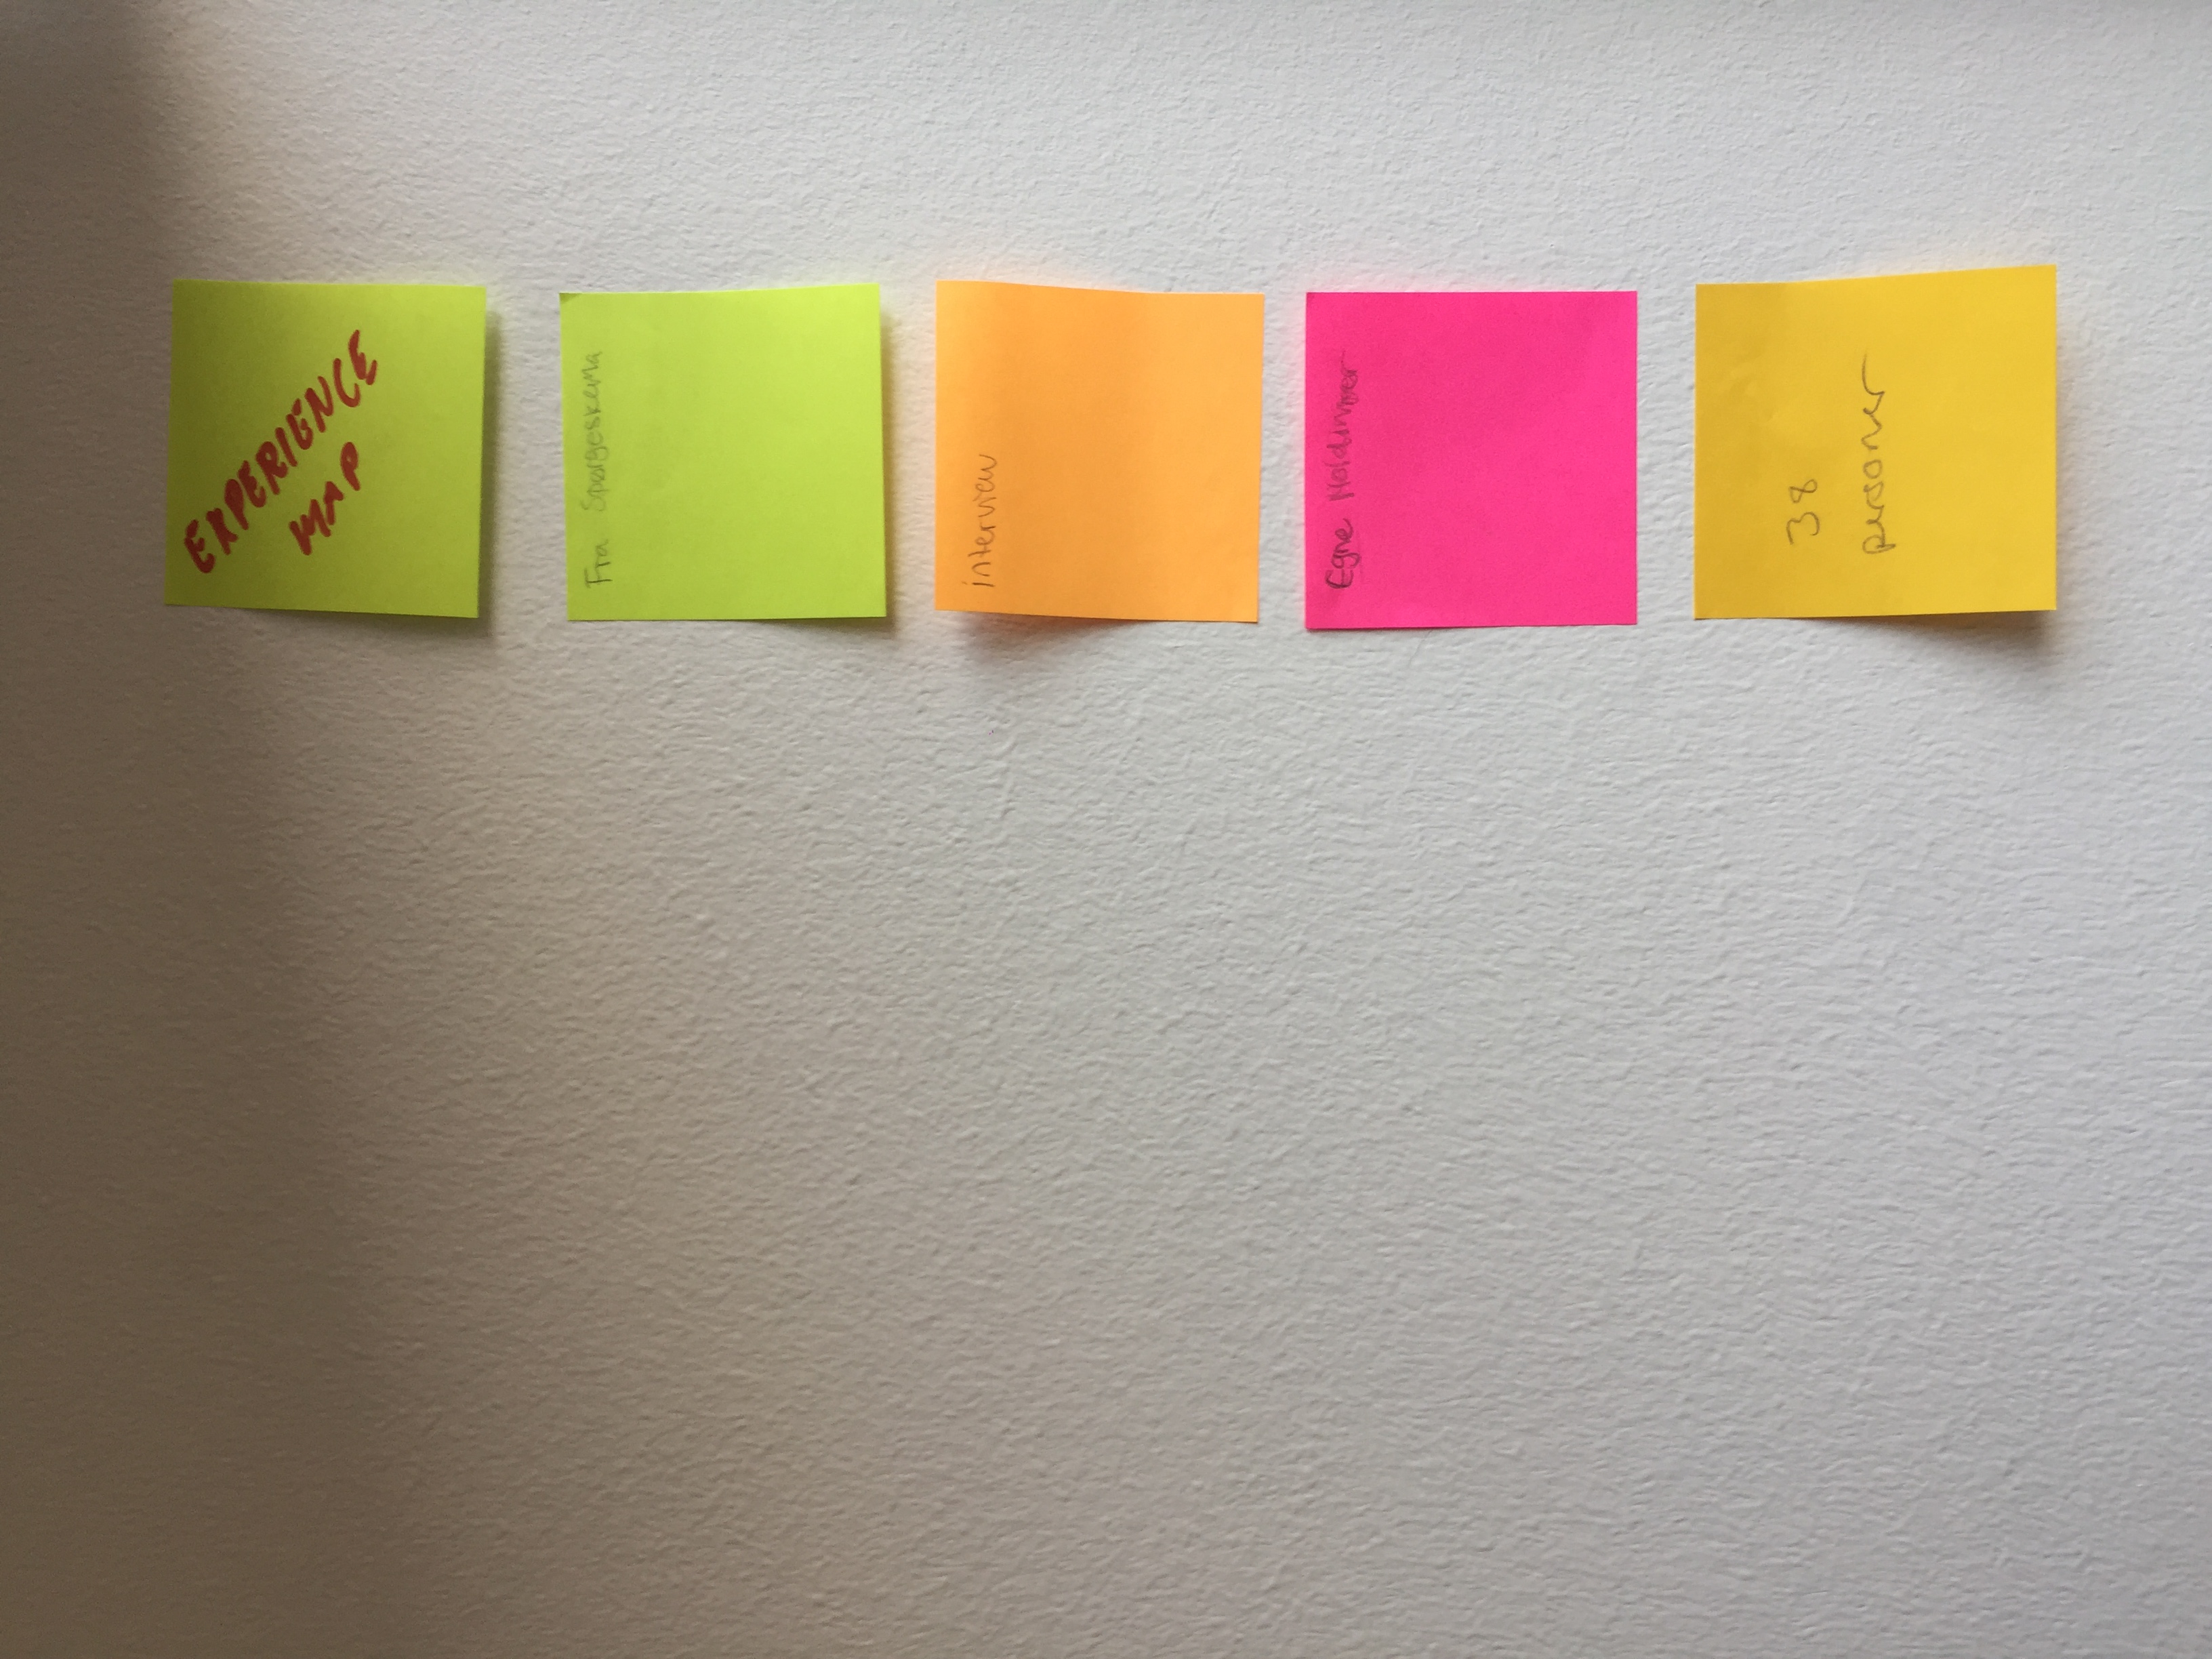 EXPERIENCE
MAP
Fra Spørgeskema
interview
Egne
38
personer